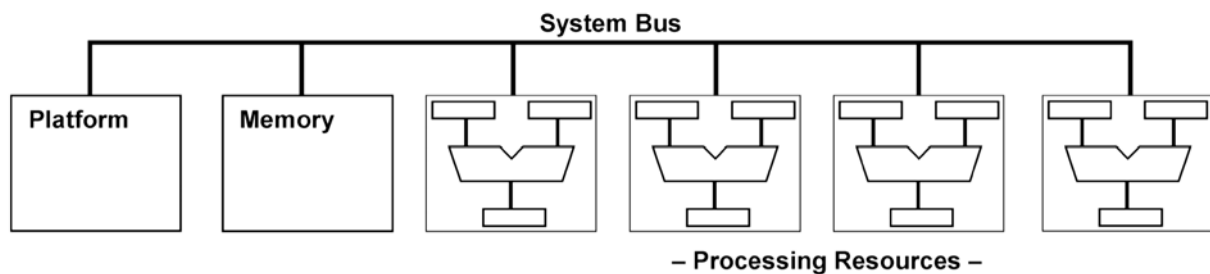 System Bus
Platform
Memory
– Processing Resources –